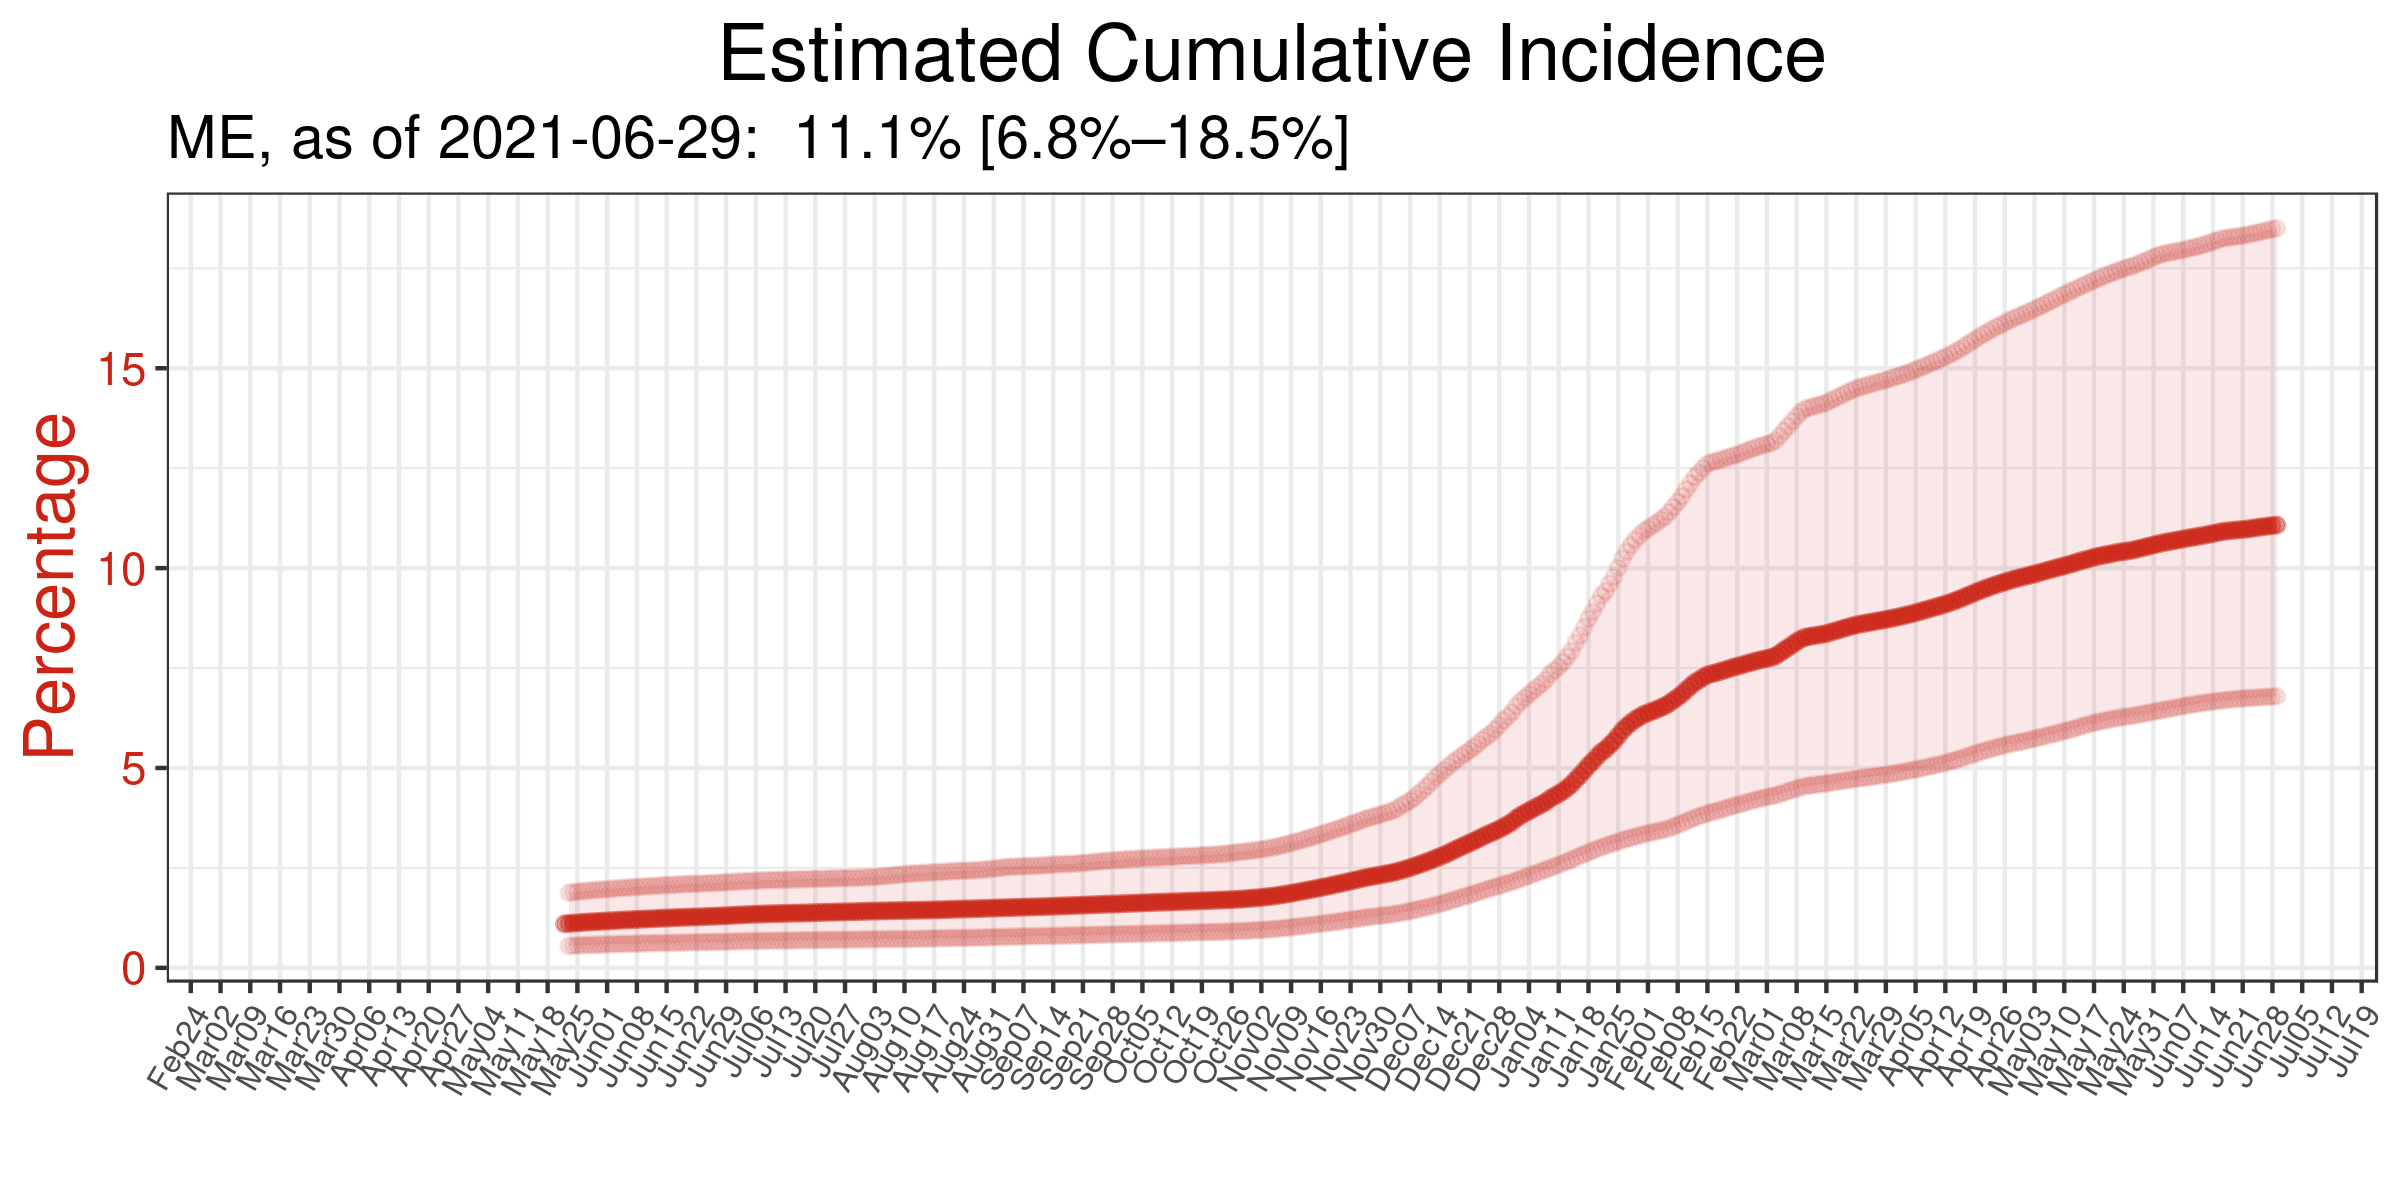 Estimated Cumulative Incidence
ME, as of 2021-06-29:  11.1% [6.8%–18.5%]
Percentage
15
10
5
0
Feb24
Mar02
Mar09
Mar16
Mar23
Mar30
Apr06
Apr13
Apr20
Apr27
May04
May11
May18
May25
Jun01
Jun08
Jun15
Jun22
Jun29
Jul06
Jul13
Jul20
Jul27
Aug03
Aug10
Aug17
Aug24
Aug31
Sep07
Sep14
Sep21
Sep28
Oct05
Oct12
Oct19
Oct26
Nov02
Nov09
Nov16
Nov23
Nov30
Dec07
Dec14
Dec21
Dec28
Jan04
Jan11
Jan18
Jan25
Feb01
Feb08
Feb15
Feb22
Mar01
Mar08
Mar15
Mar22
Mar29
Apr05
Apr12
Apr19
Apr26
May03
May10
May17
May24
May31
Jun07
Jun14
Jun21
Jun28
Jul05
Jul12
Jul19